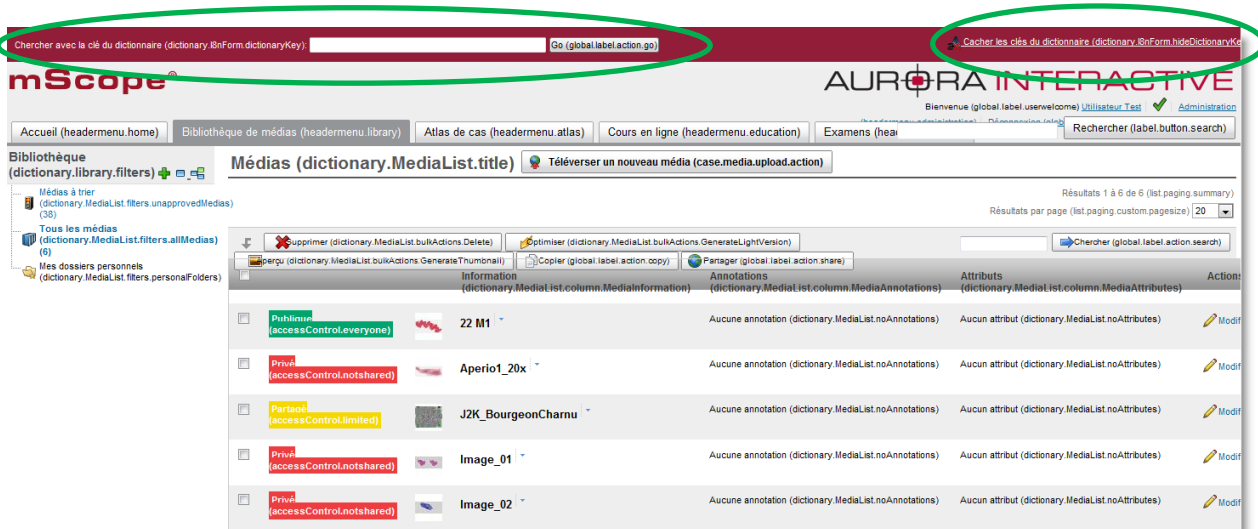 Chercher avec la clé du dictionnaire (dictionary.I8nForm.dictionaryKey): Go (global.label.action.go)
Cacher les clés du dictionnaire (dictionary.I8nForm.hideDictionaryKe
mScope®
AURORA INTERACTIVE
Bienvenue (global.label.userwelcome) Utilisateur Test Administration
(headermenu.administration) Déconnexion (glob
Accueil (headermenu.home) Bibliothèque de médias (headermenu.library) Atlas de cas (headermenu.atlas) Cours en ligne (headermenu.education) Examens (head Rechercher (label.button.search)
Bibliothèque
(dictionary.library.filters)
Médias à trier
(dictionary.MediaList.filters.unapprovedMedias)
(38)
Tous les médias
(dictionary.MediaList.filters.allMedias)
(6)
Mes dossiers personnels
(dictionary.MediaList.filters.personalFolders)
Médias (dictionary.MediaList.title) Téléverser un nouveau média (case.media.upload.action)
Résultats 1 à 6 de 6 (list.paging.summary)
Résultats par page (list.paging.custom.pagesize) 20
Supprimer (dictionary.MediaList.bulkActions.Delete) Optimiser (dictionary.MediaList.bulkActions.GenerateLightVersion) Chercher (global.label.action.search)
perçu (dictionary.MediaList.bulkActions.GenerateThumbnail) Copier (global.label.action.copy) Partager (global.label.action.share)
Information Annotations Attributs Actions
(dictionary.MediaList.column.MediaInformation) (dictionary.MediaList.column.MediaAnnotations) (dictionary.MediaList.column.MediaAttributes)
Publique
(accessControl.everyone)
22 M1 Aucune annotation (dictionary.MediaList.noAnnotations) Aucun attribut (dictionary.MediaList.noAttributes) Modif
Privé
(accessControl.notshared)
Aperio1_20x Aucune annotation (dictionary.MediaList.noAnnotations) Aucun attribut (dictionary.MediaList.noAttributes) Modif
Partagé
(accessControl.limited)
J2K_BourgeonCharnu Aucune annotation (dictionary.MediaList.noAnnotations) Aucun attribut (dictionary.MediaList.noAttributes) Modif
Privé
(accessControl.notshared)
Image_01 Aucune annotation (dictionary.MediaList.noAnnotations) Aucun attribut (dictionary.MediaList.noAttributes) Modif
Privé
(accessControl.notshared)
Image_02 Aucune annotation (dictionary.MediaList.noAnnotations) Aucun attribut (dictionary.MediaList.noAttributes) Modif